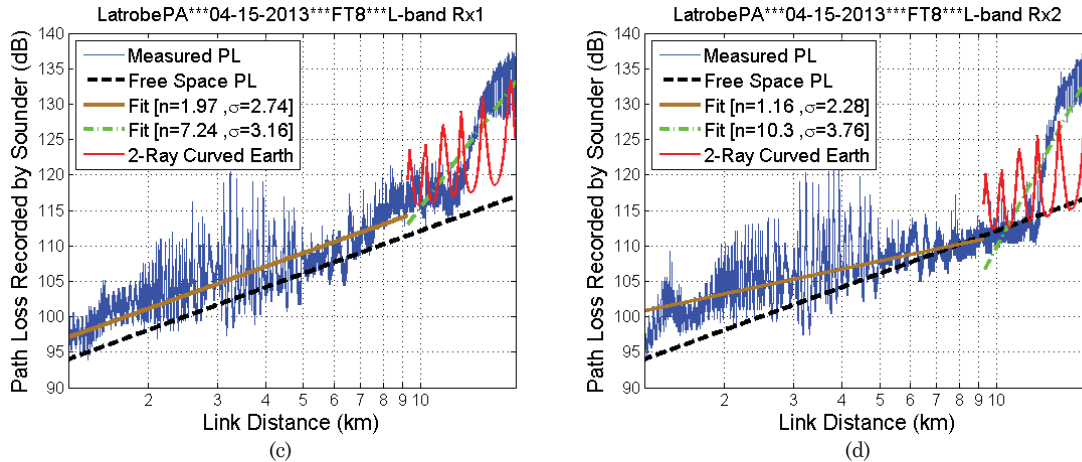 LatrobePA***04-15-2013***FT8***L-band Rx1
Path Loss Recorded by Sounder (dB)
Measured PL
Free Space PL
Fit [n=1.97 ,σ=2.74]
Fit [n=7.24 ,σ=3.16]
2-Ray Curved Earth
140
135
130
125
120
115
110
105
100
95
90
2 3 4 5 6 7 8 9 10
Link Distance (km)
(c)
LatrobePA***04-15-2013***FT8***L-band Rx2
Path Loss Recorded by Sounder (dB)
Measured PL
Free Space PL
Fit [n=1.16 ,σ=2.28]
Fit [n=10.3 ,σ=3.76]
2-Ray Curved Earth
140
135
130
125
120
115
110
105
100
95
90
2 3 4 5 6 7 8 9 10
Link Distance (km)
(d)